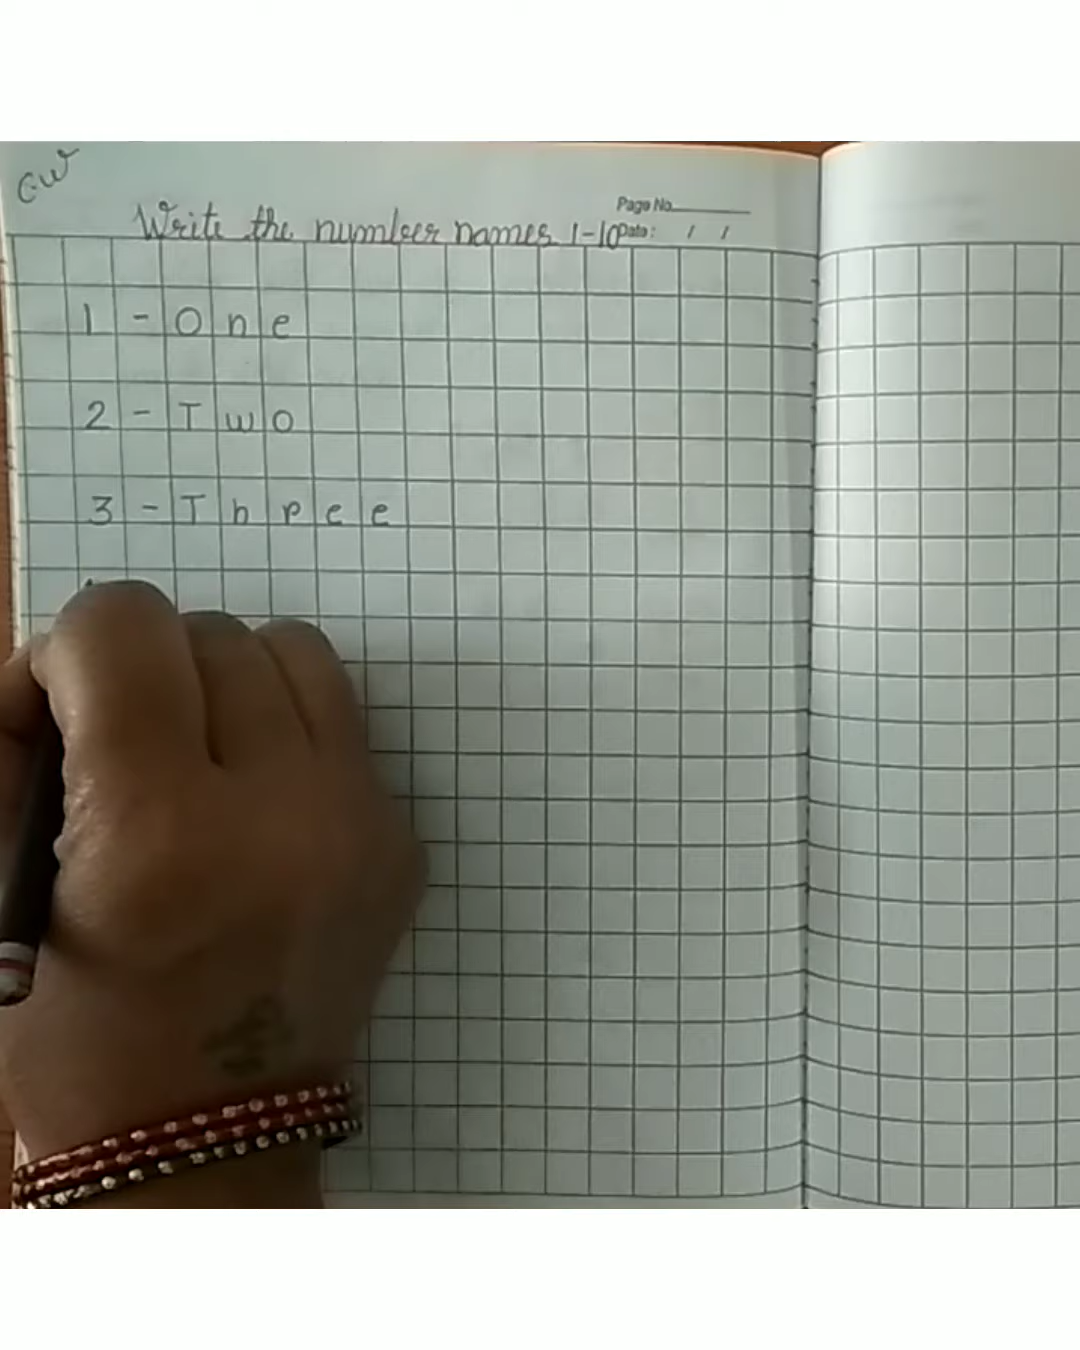 CW
Page No.
Write the number names 1-10
Date: / /
1 - One
2 - Two
3 - Three